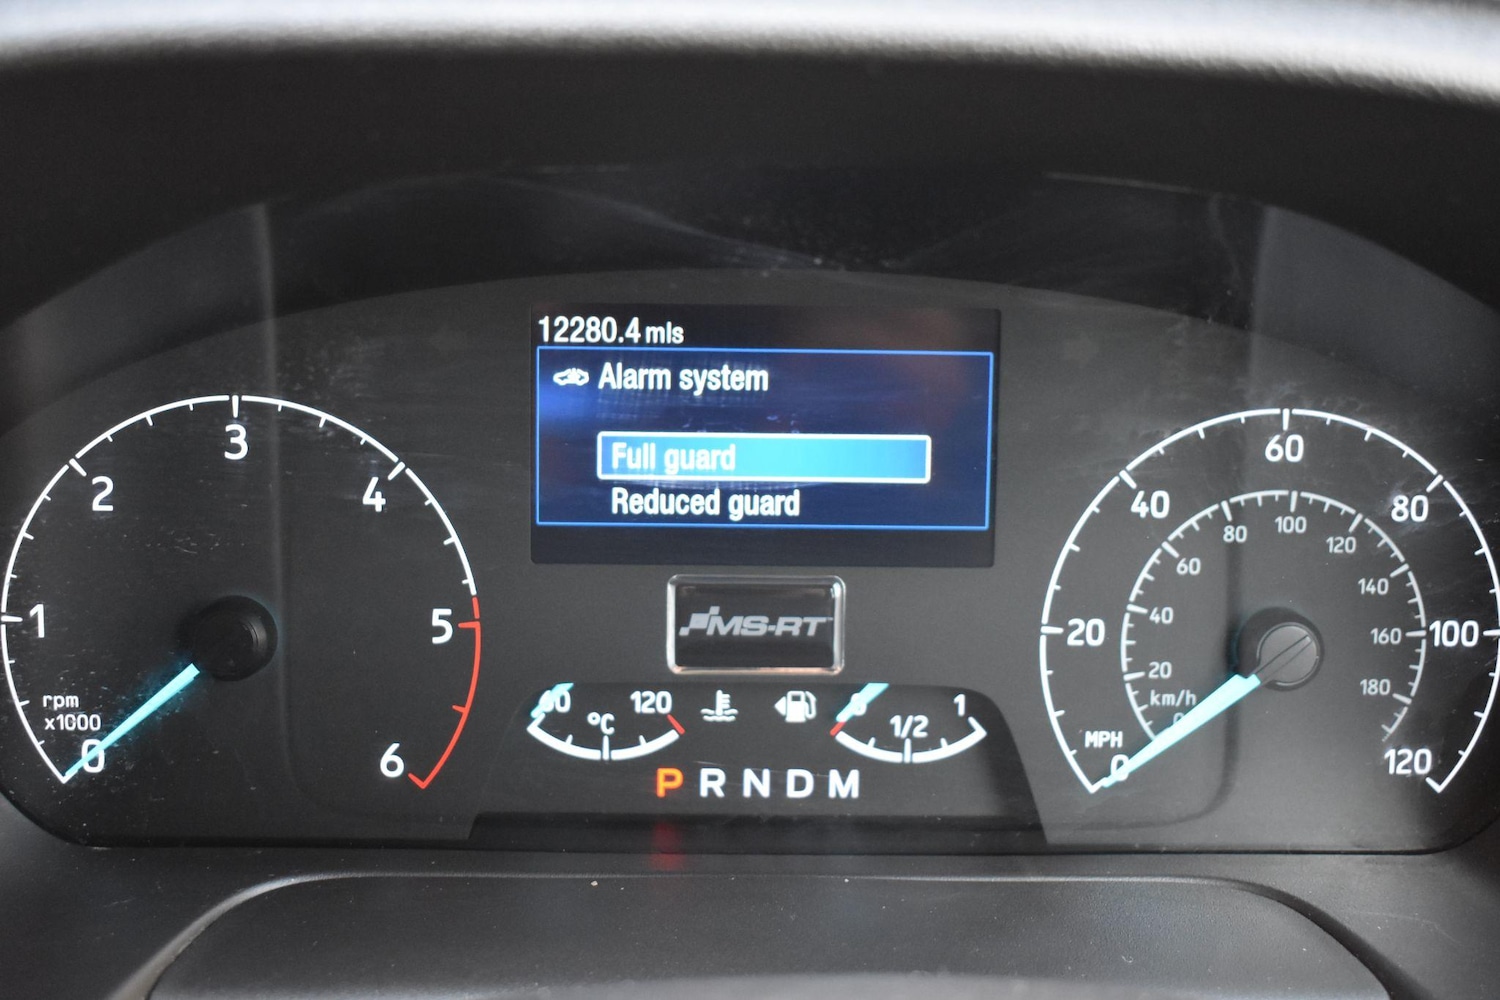 12280.4 mls
Alarm system
Full guard
Reduced guard
0
1
2
3
4
5
6
rpm
x1000
MS-RT
120
°C
1/2
1
P R N D M
0
20
40
60
80
100
120
MPH
km/h
20
40
60
80
100
120
140
160
180